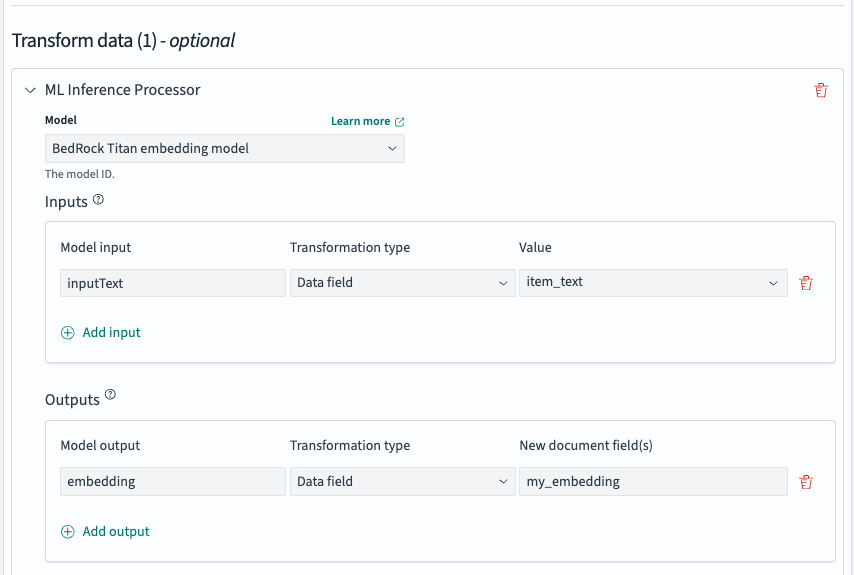 Transform data (1) - optional
ML Inference Processor
Model Learn more
BedRock Titan embedding model
The model ID.
Inputs
Model input Transformation type Value
inputText Data field item_text
Add input
Outputs
Model output Transformation type New document field(s)
embedding Data field my_embedding
Add output